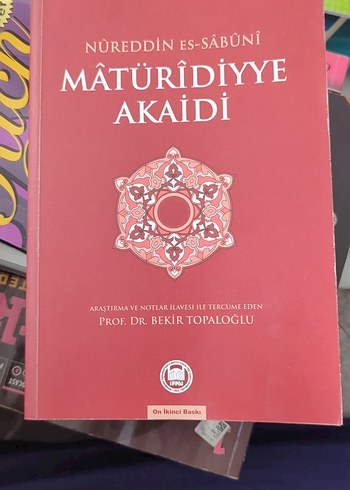 NÛREDDİN ES-SÂBÛNÎ
MÂTÜRÎDİYYE
AKAİDİ
ARAŞTIRMA VE NOTLAR İLAVESİ İLE TERCÜME EDEN
PROF. DR. BEKİR TOPALOĞLU
On İkinci Baskı